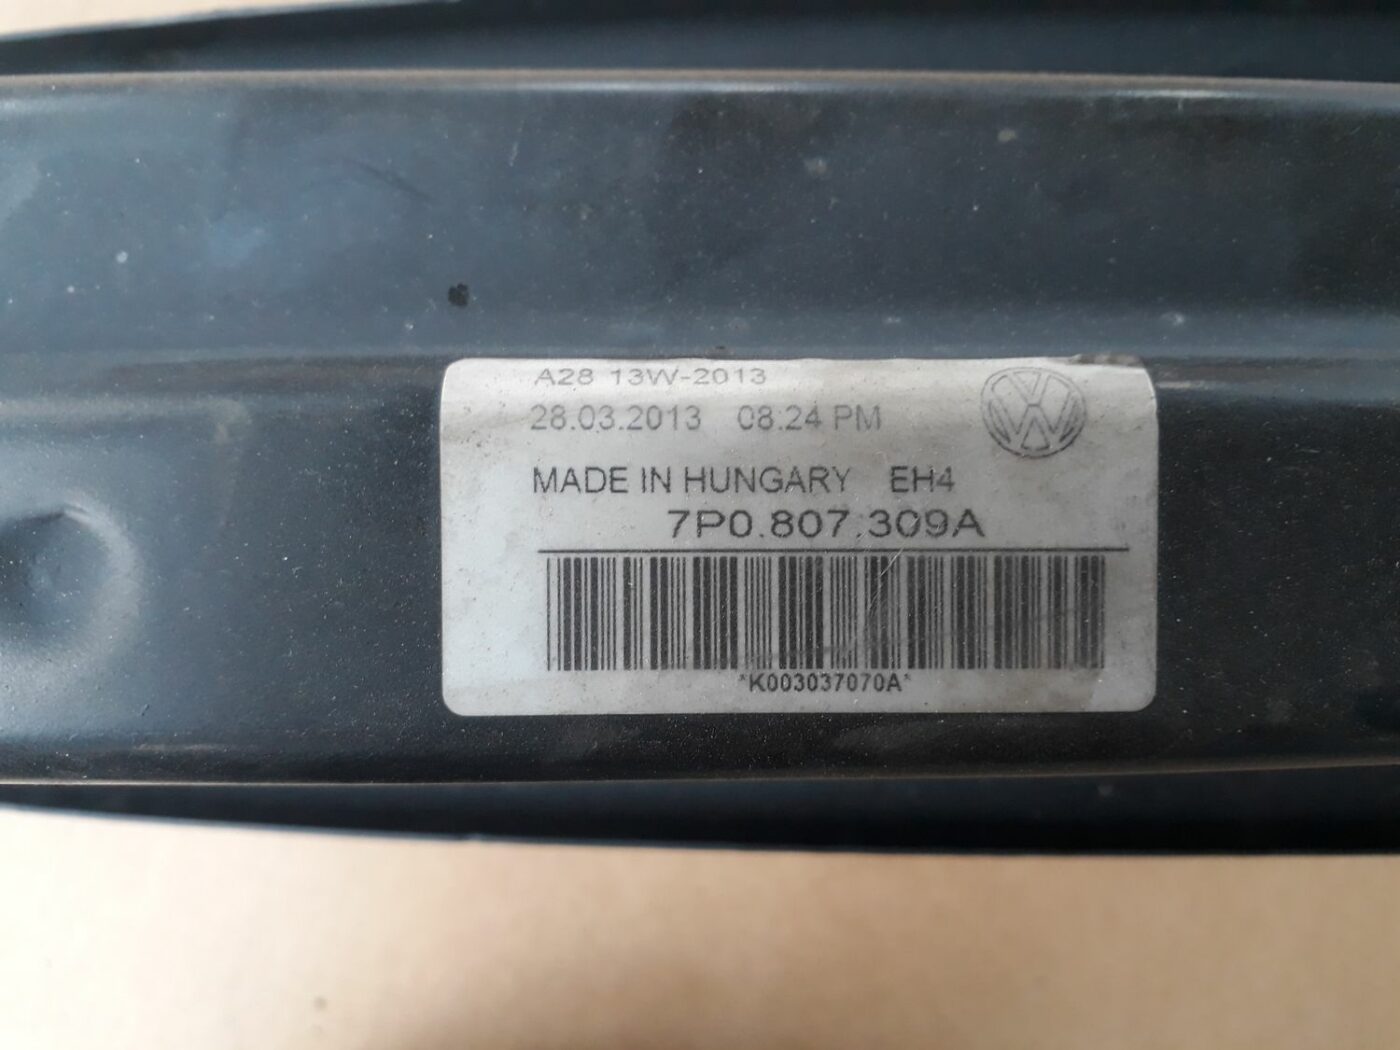 A28 13W-2013
28.03.2013 08:24 PM
MADE IN HUNGARY EH4
7P0.807.309A
*K003037070A*